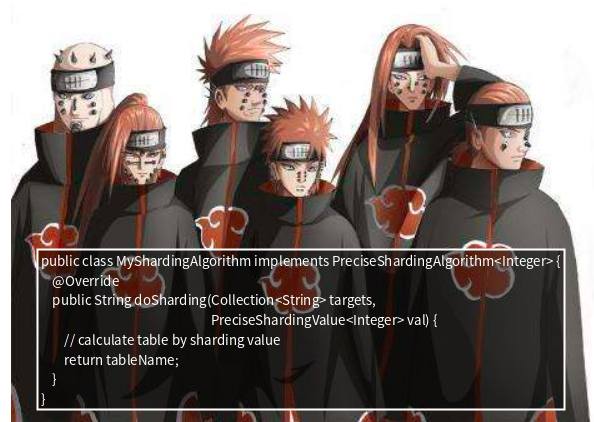 public class MyShardingAlgorithm implements PreciseShardingAlgorithm<Integer> {
@Override
public String doSharding(Collection<String> targets,
PreciseShardingValue<Integer> val) {
// calculate table by sharding value
return tableName;
}
}